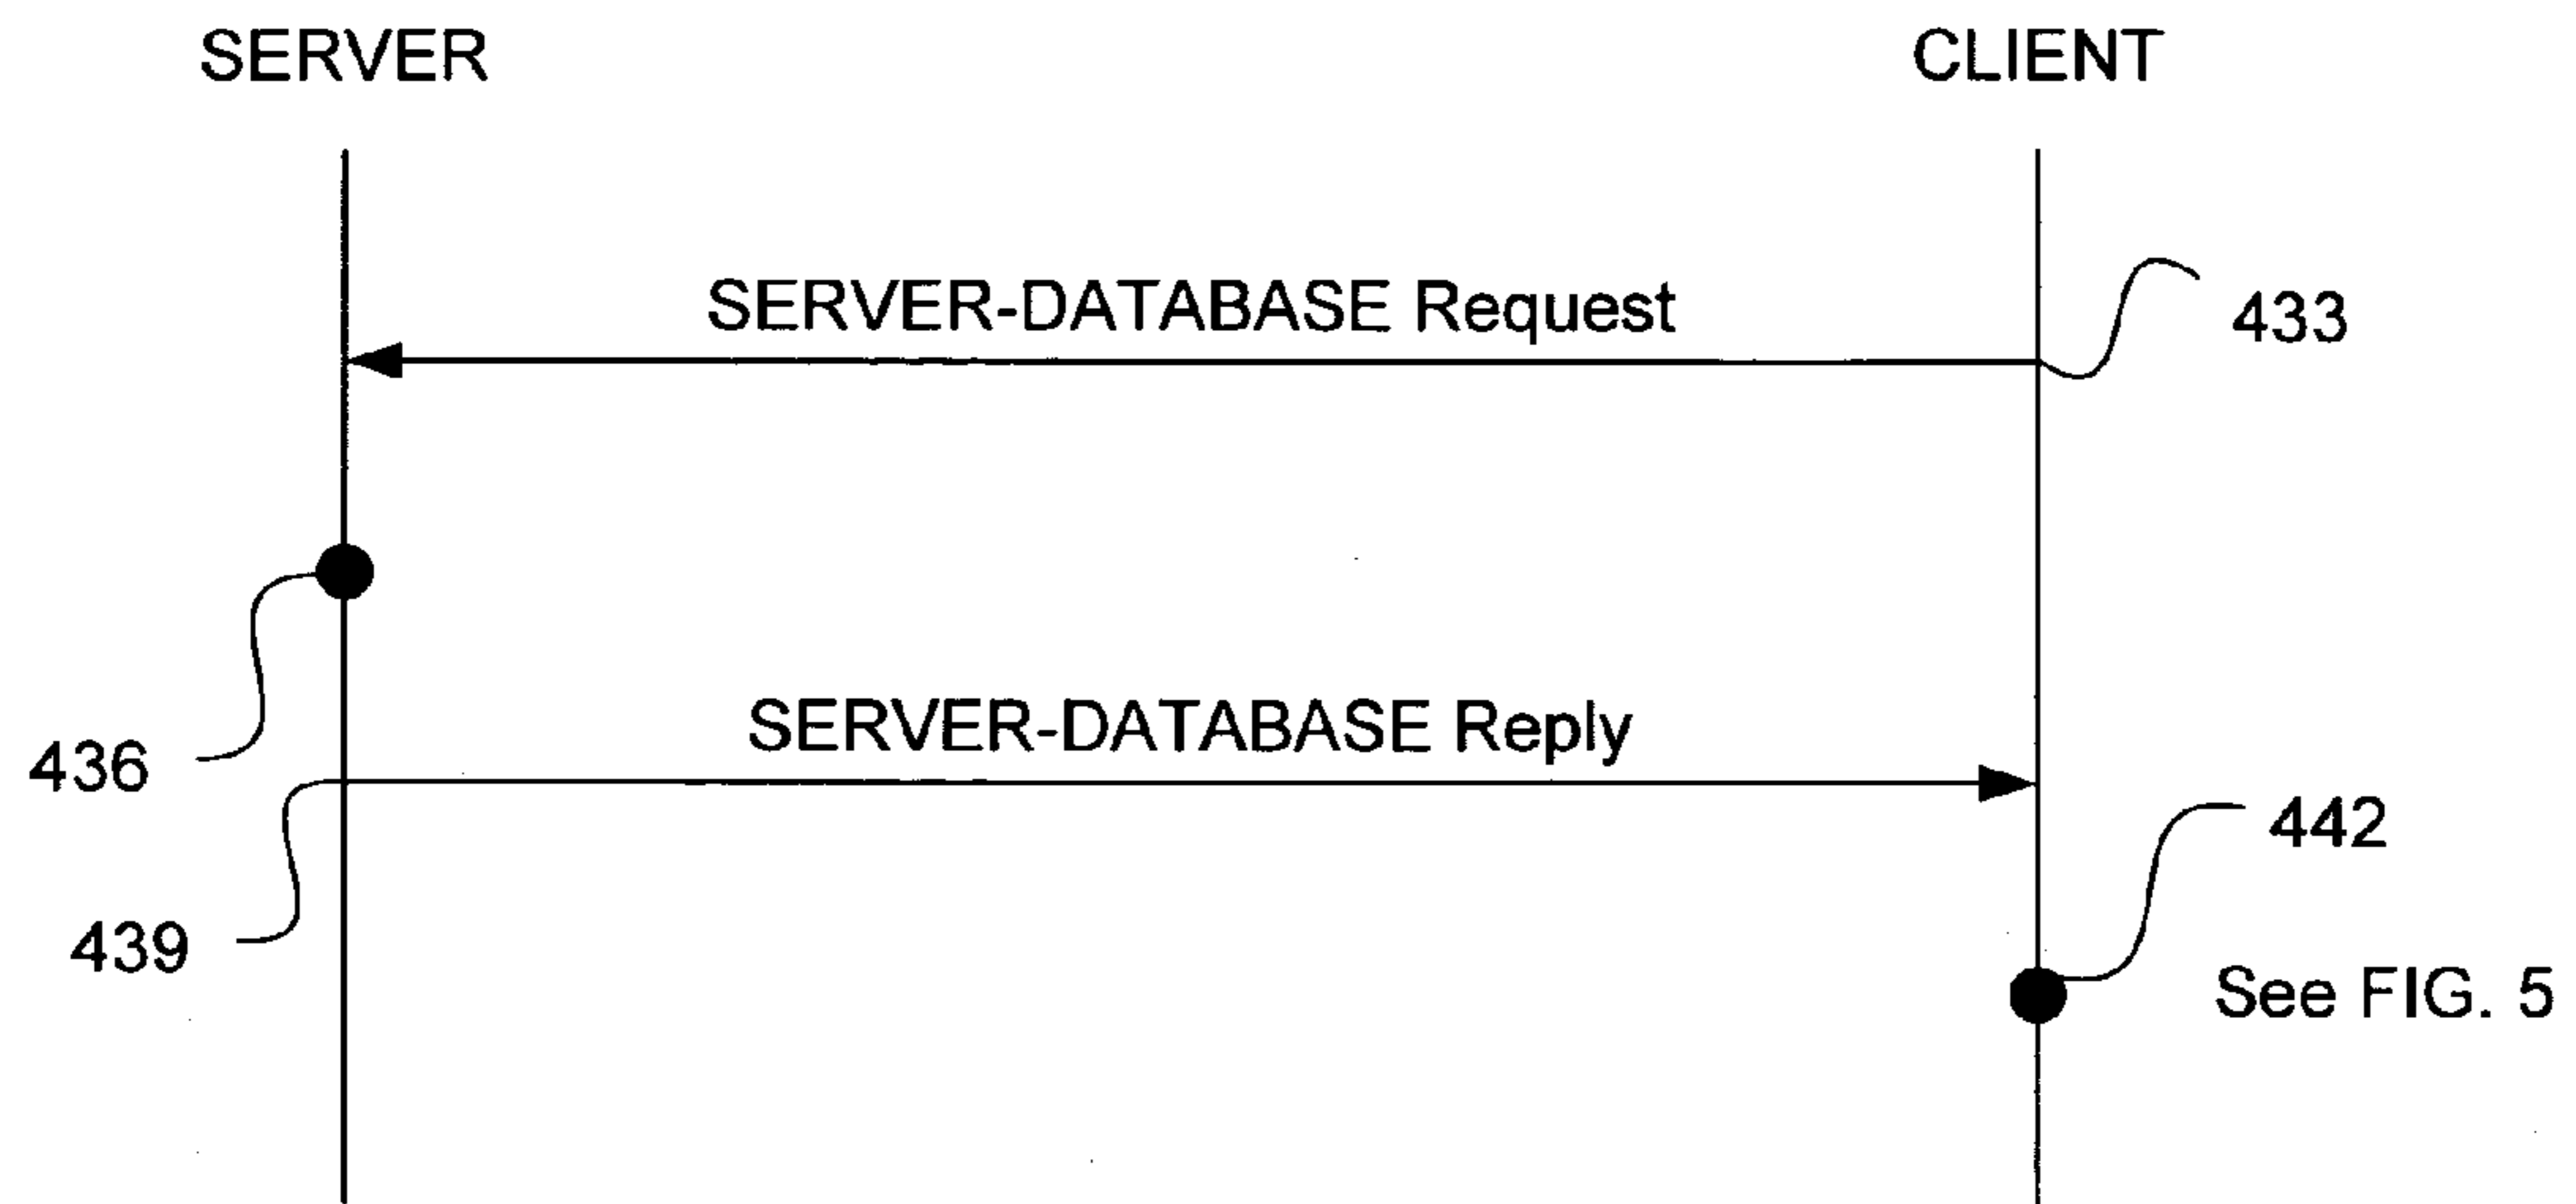 SERVER
CLIENT
SERVER-DATABASE Request
433
436
SERVER-DATABASE Reply
442
439
See FIG. 5